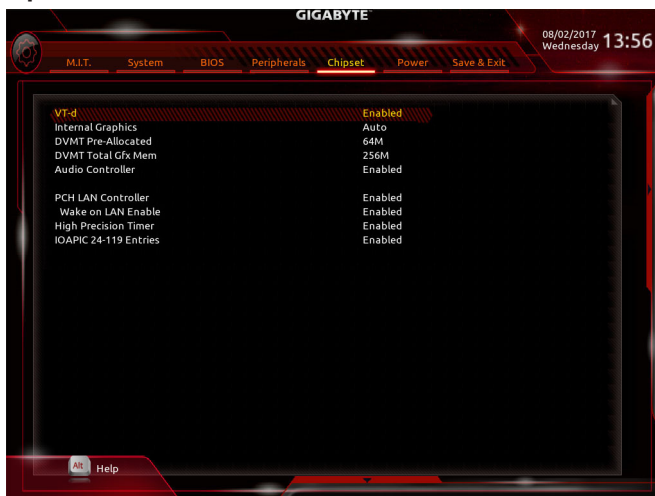 GIGABYTE™
08/02/2017 Wednesday 13:56
M.I.T. System BIOS Peripherals Chipset Power Save & Exit
VT-d Enabled
Internal Graphics Auto
DVMT Pre-Allocated 64M
DVMT Total Gfx Mem 256M
Audio Controller Enabled
PCH LAN Controller Enabled
Wake on LAN Enable Enabled
High Precision Timer Enabled
IOAPIC 24-119 Entries Enabled
Alt Help